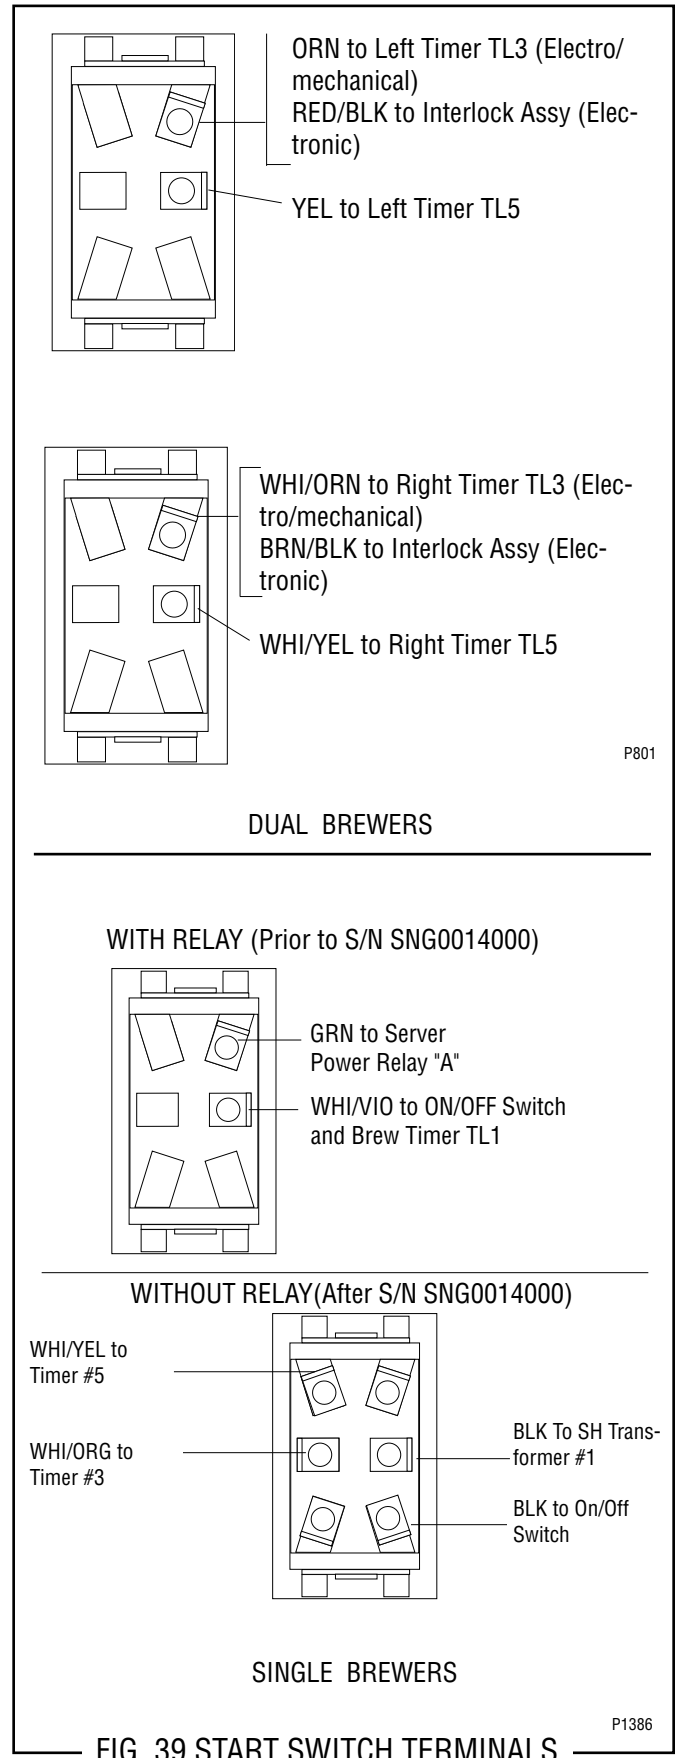 ORN to Left Timer TL3 (Electro/
mechanical)
RED/BLK to Interlock Assy (Elec-
tronic)
YEL to Left Timer TL5
WHI/ORN to Right Timer TL3 (Elec-
tro/mechanical)
BRN/BLK to Interlock Assy (Elec-
tronic)
WHI/YEL to Right Timer TL5
P801
DUAL BREWERS
WITH RELAY (Prior to S/N SNG0014000)
GRN to Server
Power Relay "A"
WHI/VIO to ON/OFF Switch
and Brew Timer TL1
WITHOUT RELAY(After S/N SNG0014000)
WHI/YEL to
Timer #5
WHI/ORG to
Timer #3
BLK To SH Trans-
former #1
BLK to On/Off
Switch
SINGLE BREWERS
P1386
FIG. 39 START SWITCH TERMINALS